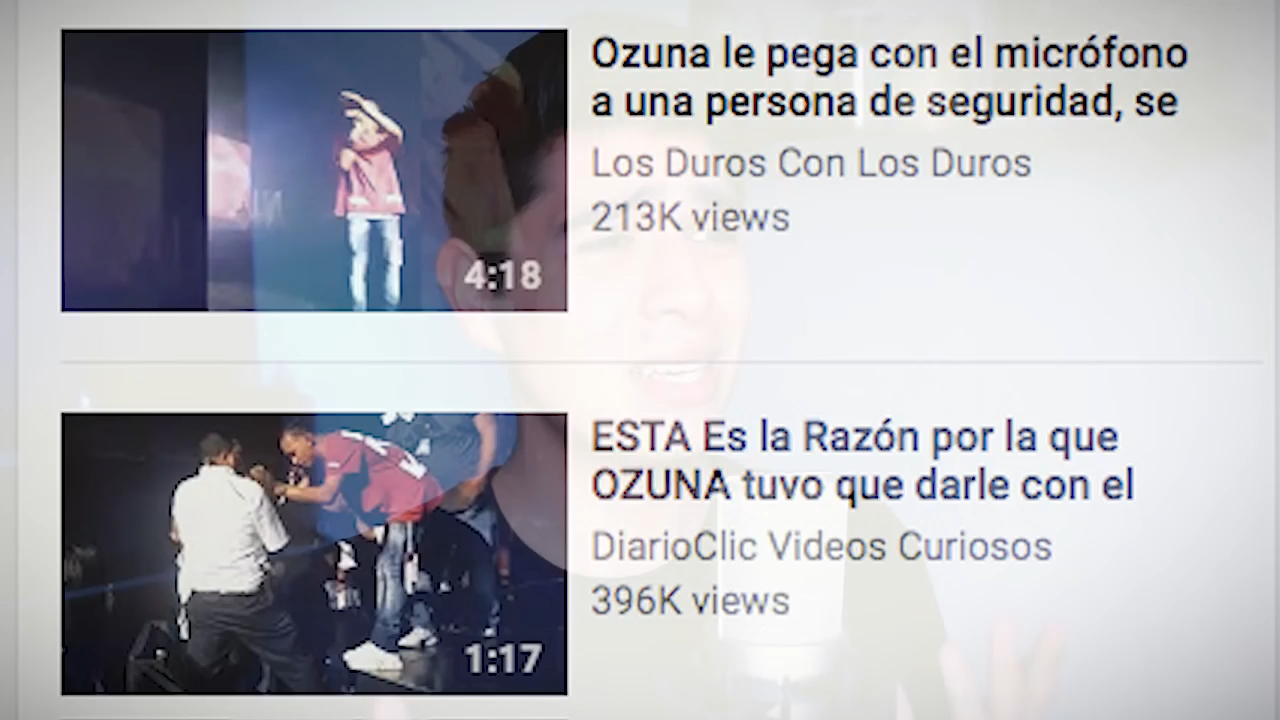 Ozuna le pega con el micrófono
a una persona de seguridad, se
Los Duros Con Los Duros
213K views
4:18
ESTA Es la Razón por la que
OZUNA tuvo que darle con el
DiarioClic Videos Curiosos
396K views
1:17